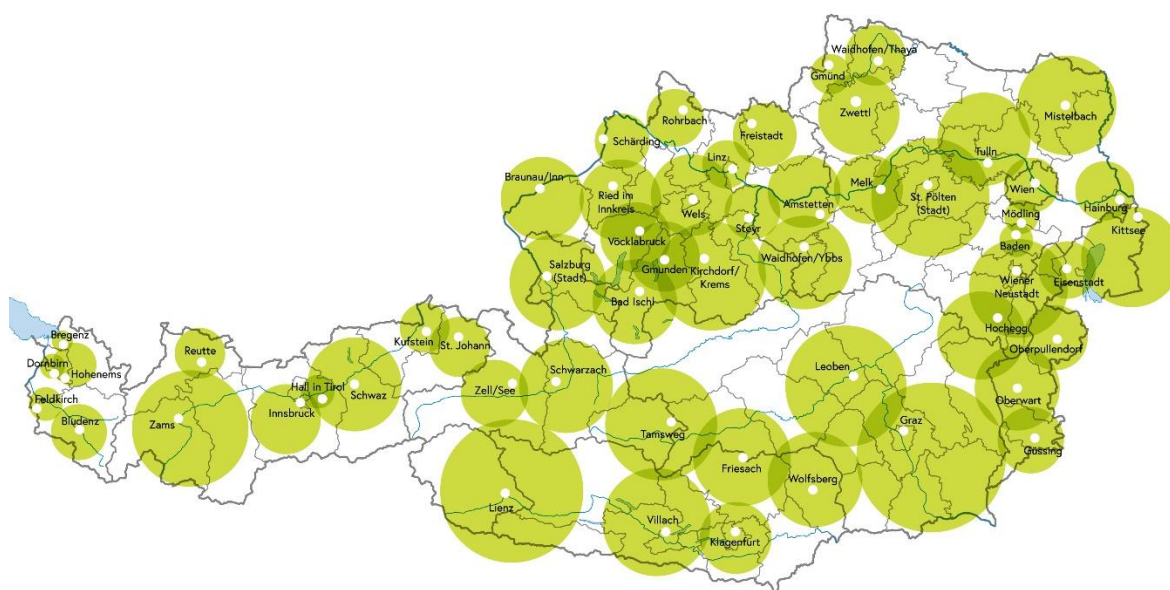 Waidhofen/Thaya
Gmünd
Zwettl
Mistelbach
Rohrbach
Freistadt
Schärding
Tulln
Linz
Braunau/Inn
Ried im
Innkreis
Wels
Amstetten
Melk
St. Pölten
(Stadt)
Wien
Hainburg
Steyr
Mödling
Kittsee
Vöcklabruck
Baden
Waidhofen/Ybbs
Salzburg
(Stadt)
Gmunden
Kirchdorf/
Krems
Wiener
Neustadt
Eisenstadt
Bad Ischl
Hochegg
Oberpullendorf
Bregenz
Dornbirn
Hohenems
Reutte
Kufstein
St. Johann
Feldkirch
Bludenz
Zams
Hall in Tirol
Innsbruck
Schwaz
Zell/See
Schwarzach
Leoben
Oberwart
Tamsweg
Graz
Güssing
Friesach
Wolfsberg
Lienz
Villach
Klagenfurt